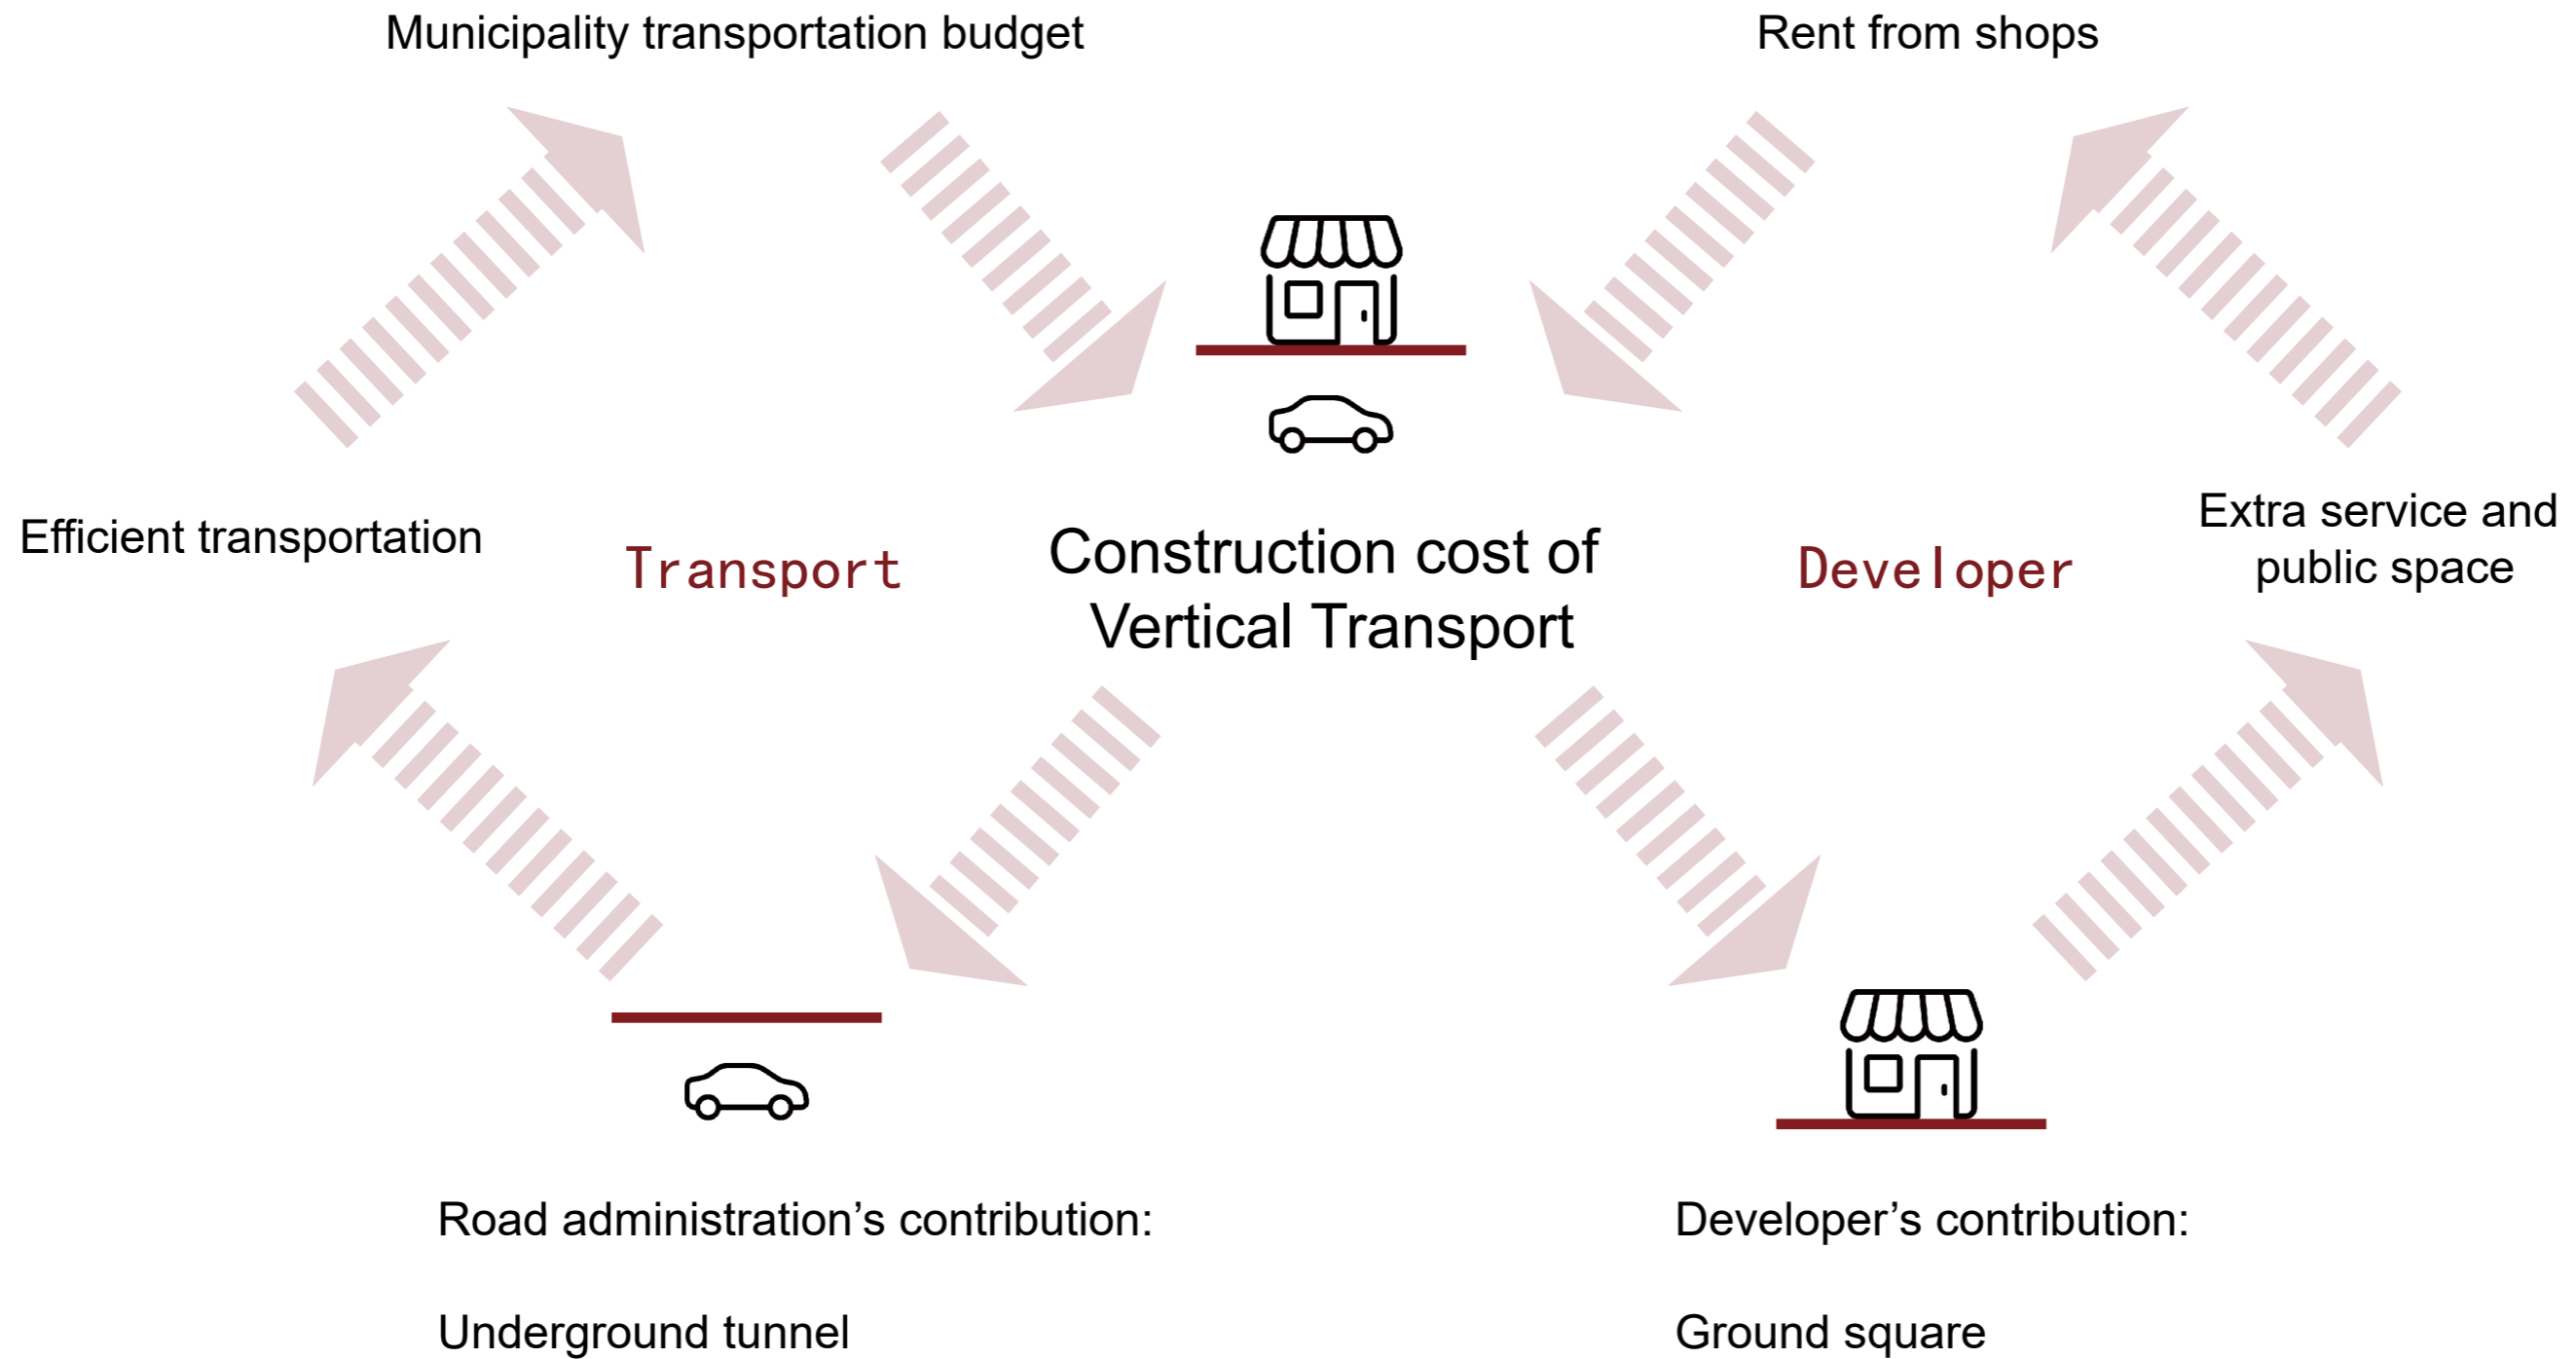 Municipality transportation budget
Rent from shops
Efficient transportation
Transport
Construction cost of
Vertical Transport
Developer
Extra service and
public space
Road administration’s contribution:
Underground tunnel
Developer’s contribution:
Ground square